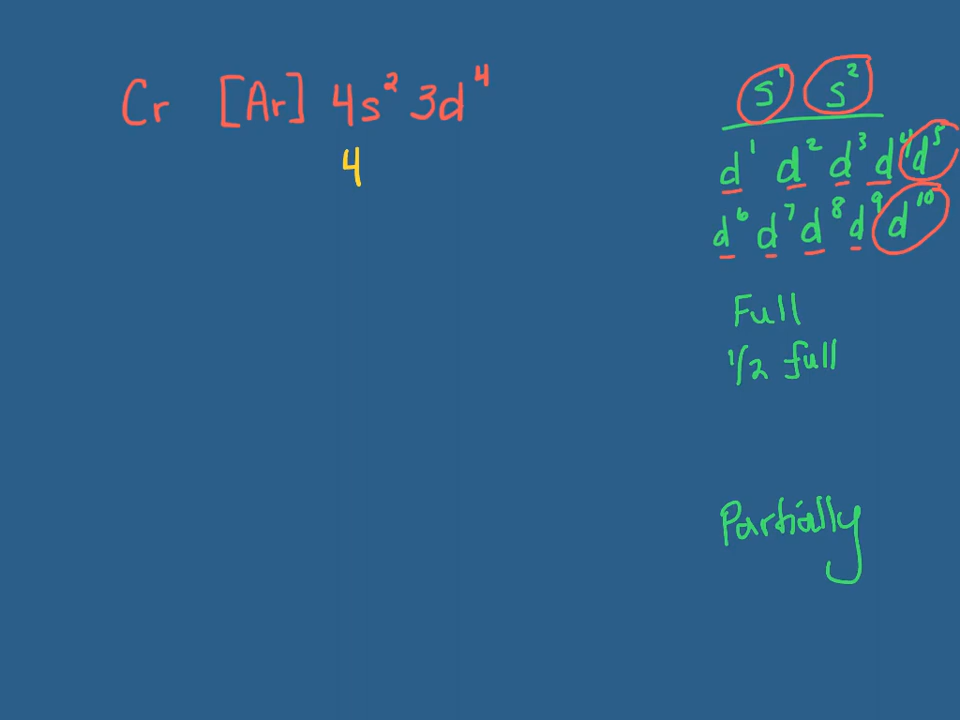 Cr [Ar] 4s² 3d⁴
4
s¹ s²
d¹ d² d³ d⁴ d⁵
d⁶ d⁷ d⁸ d⁹ d¹⁰
Full
1/2 full
Partially